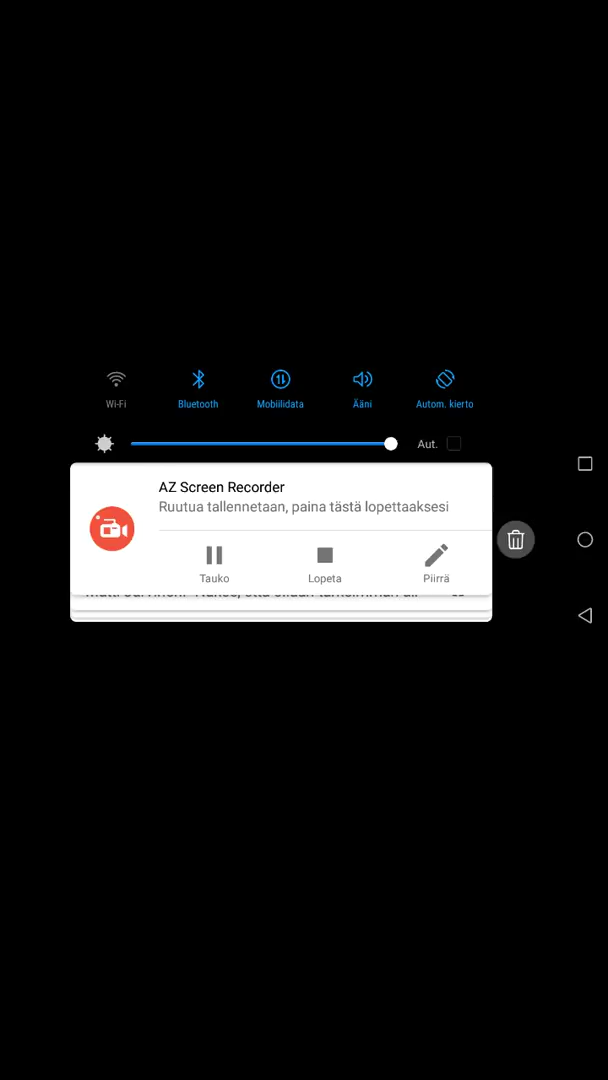 Wi-Fi Bluetooth Mobiilidata Ääni Autom. kierto
Aut.
AZ Screen Recorder
Ruutua tallennetaan, paina tästä lopettaaksesi
Tauko Lopeta Piirrä